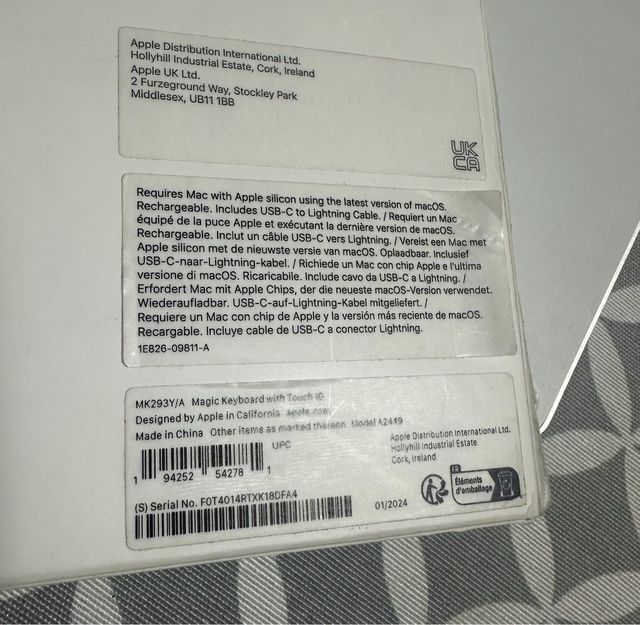 Apple Distribution International Ltd.
Hollyhill Industrial Estate, Cork, Ireland
Apple UK Ltd.
2 Furzeground Way, Stockley Park
Middlesex, UB11 1BB
UK
CA
Requires Mac with Apple silicon using the latest version of macOS.
Rechargeable. Includes USB-C to Lightning Cable. / Requiert un Mac
équipé de la puce Apple et exécutant la dernière version de macOS.
Rechargeable. Inclut un câble USB-C vers Lightning. / Vereist een Mac met
Apple silicon met de nieuwste versie van macOS. Oplaadbaar. Inclusief
USB-C-naar-Lightning-kabel. / Richiede un Mac con chip Apple e l'ultima
versione di macOS. Ricaricabile. Include cavo da USB-C a Lightning. /
Erfordert Mac mit Apple Chips, der die neueste macOS-Version verwendet.
Wiederaufladbar. USB-C-auf-Lightning-Kabel mitgeliefert. /
Requiere un Mac con chip de Apple y la versión más reciente de macOS.
Recargable. Incluye cable de USB-C a conector Lightning.
1E826-09811-A
MK293Y/A Magic Keyboard with Touch ID
Designed by Apple in California apple.com
Made in China Other items as marked thereon Model A2449
UPC
1 94252 54278 1
(S) Serial No. F0T4014RTXK18DFA4
Apple Distribution International Ltd.
Hollyhill Industrial Estate
Cork, Ireland
01/2024
FR
Éléments
d'emballage